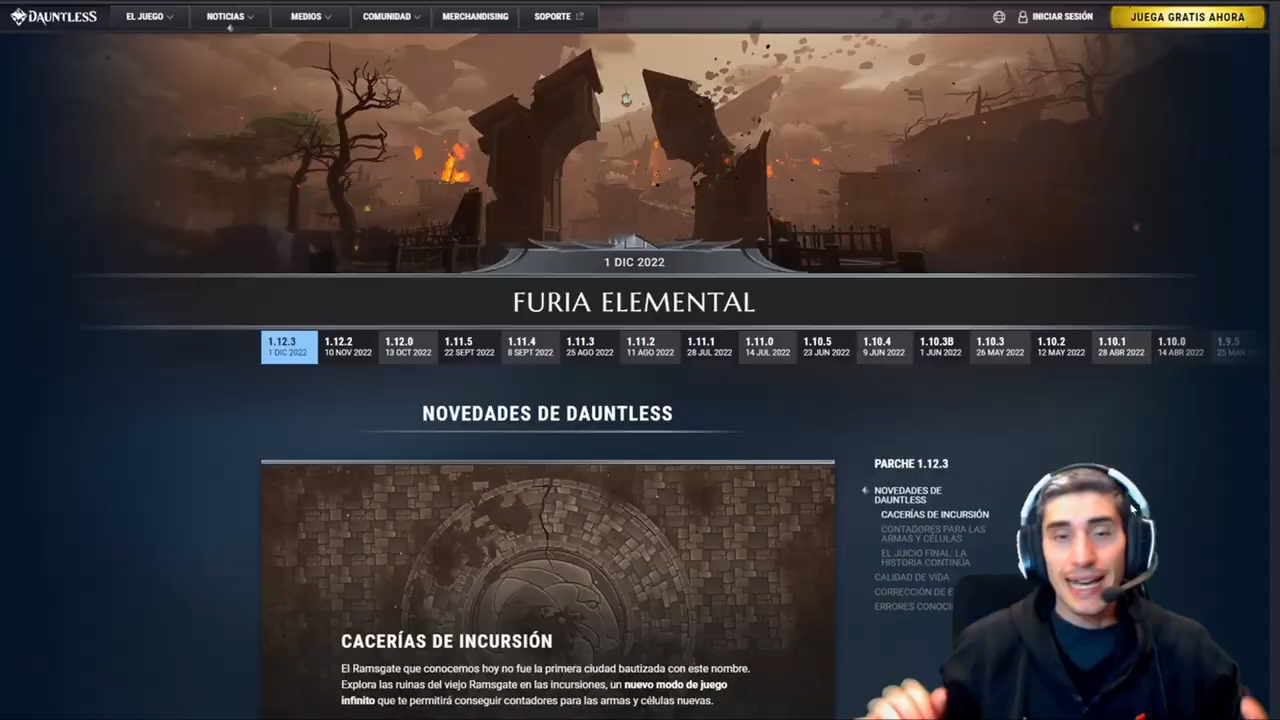 DAUNTLESS
EL JUEGO
NOTICIAS
MEDIOS
COMUNIDAD
MERCHANDISING
SOPORTE
INICIAR SESIÓN
JUEGA GRATIS AHORA
1 DIC 2022
FURIA ELEMENTAL
1.12.3
1 DIC 2022
1.12.2
10 NOV 2022
1.12.0
13 OCT 2022
1.11.5
22 SEPT 2022
1.11.4
8 SEPT 2022
1.11.3
25 AGO 2022
1.11.2
11 AGO 2022
1.11.1
28 JUL 2022
1.11.0
14 JUL 2022
1.10.5
23 JUN 2022
1.10.4
9 JUN 2022
1.10.3B
1 JUN 2022
1.10.3
26 MAY 2022
1.10.2
12 MAY 2022
1.10.1
28 ABR 2022
1.10.0
14 ABR 2022
1.9.5
25 MAR
NOVEDADES DE DAUNTLESS
CACERÍAS DE INCURSIÓN
El Ramsgate que conocemos hoy no fue la primera ciudad bautizada con este nombre.
Explora las ruinas del viejo Ramsgate en las incursiones, un nuevo modo de juego
infinito que te permitirá conseguir contadores para las armas y células nuevas.
PARCHE 1.12.3
NOVEDADES DE
DAUNTLESS
CACERÍAS DE INCURSIÓN
CONTADORES PARA LAS
ARMAS Y CÉLULAS
EL JUICIO FINAL: LA
HISTORIA CONTINÚA
CALIDAD DE VIDA
CORRECCIÓN DE E
ERRORES CONOCI